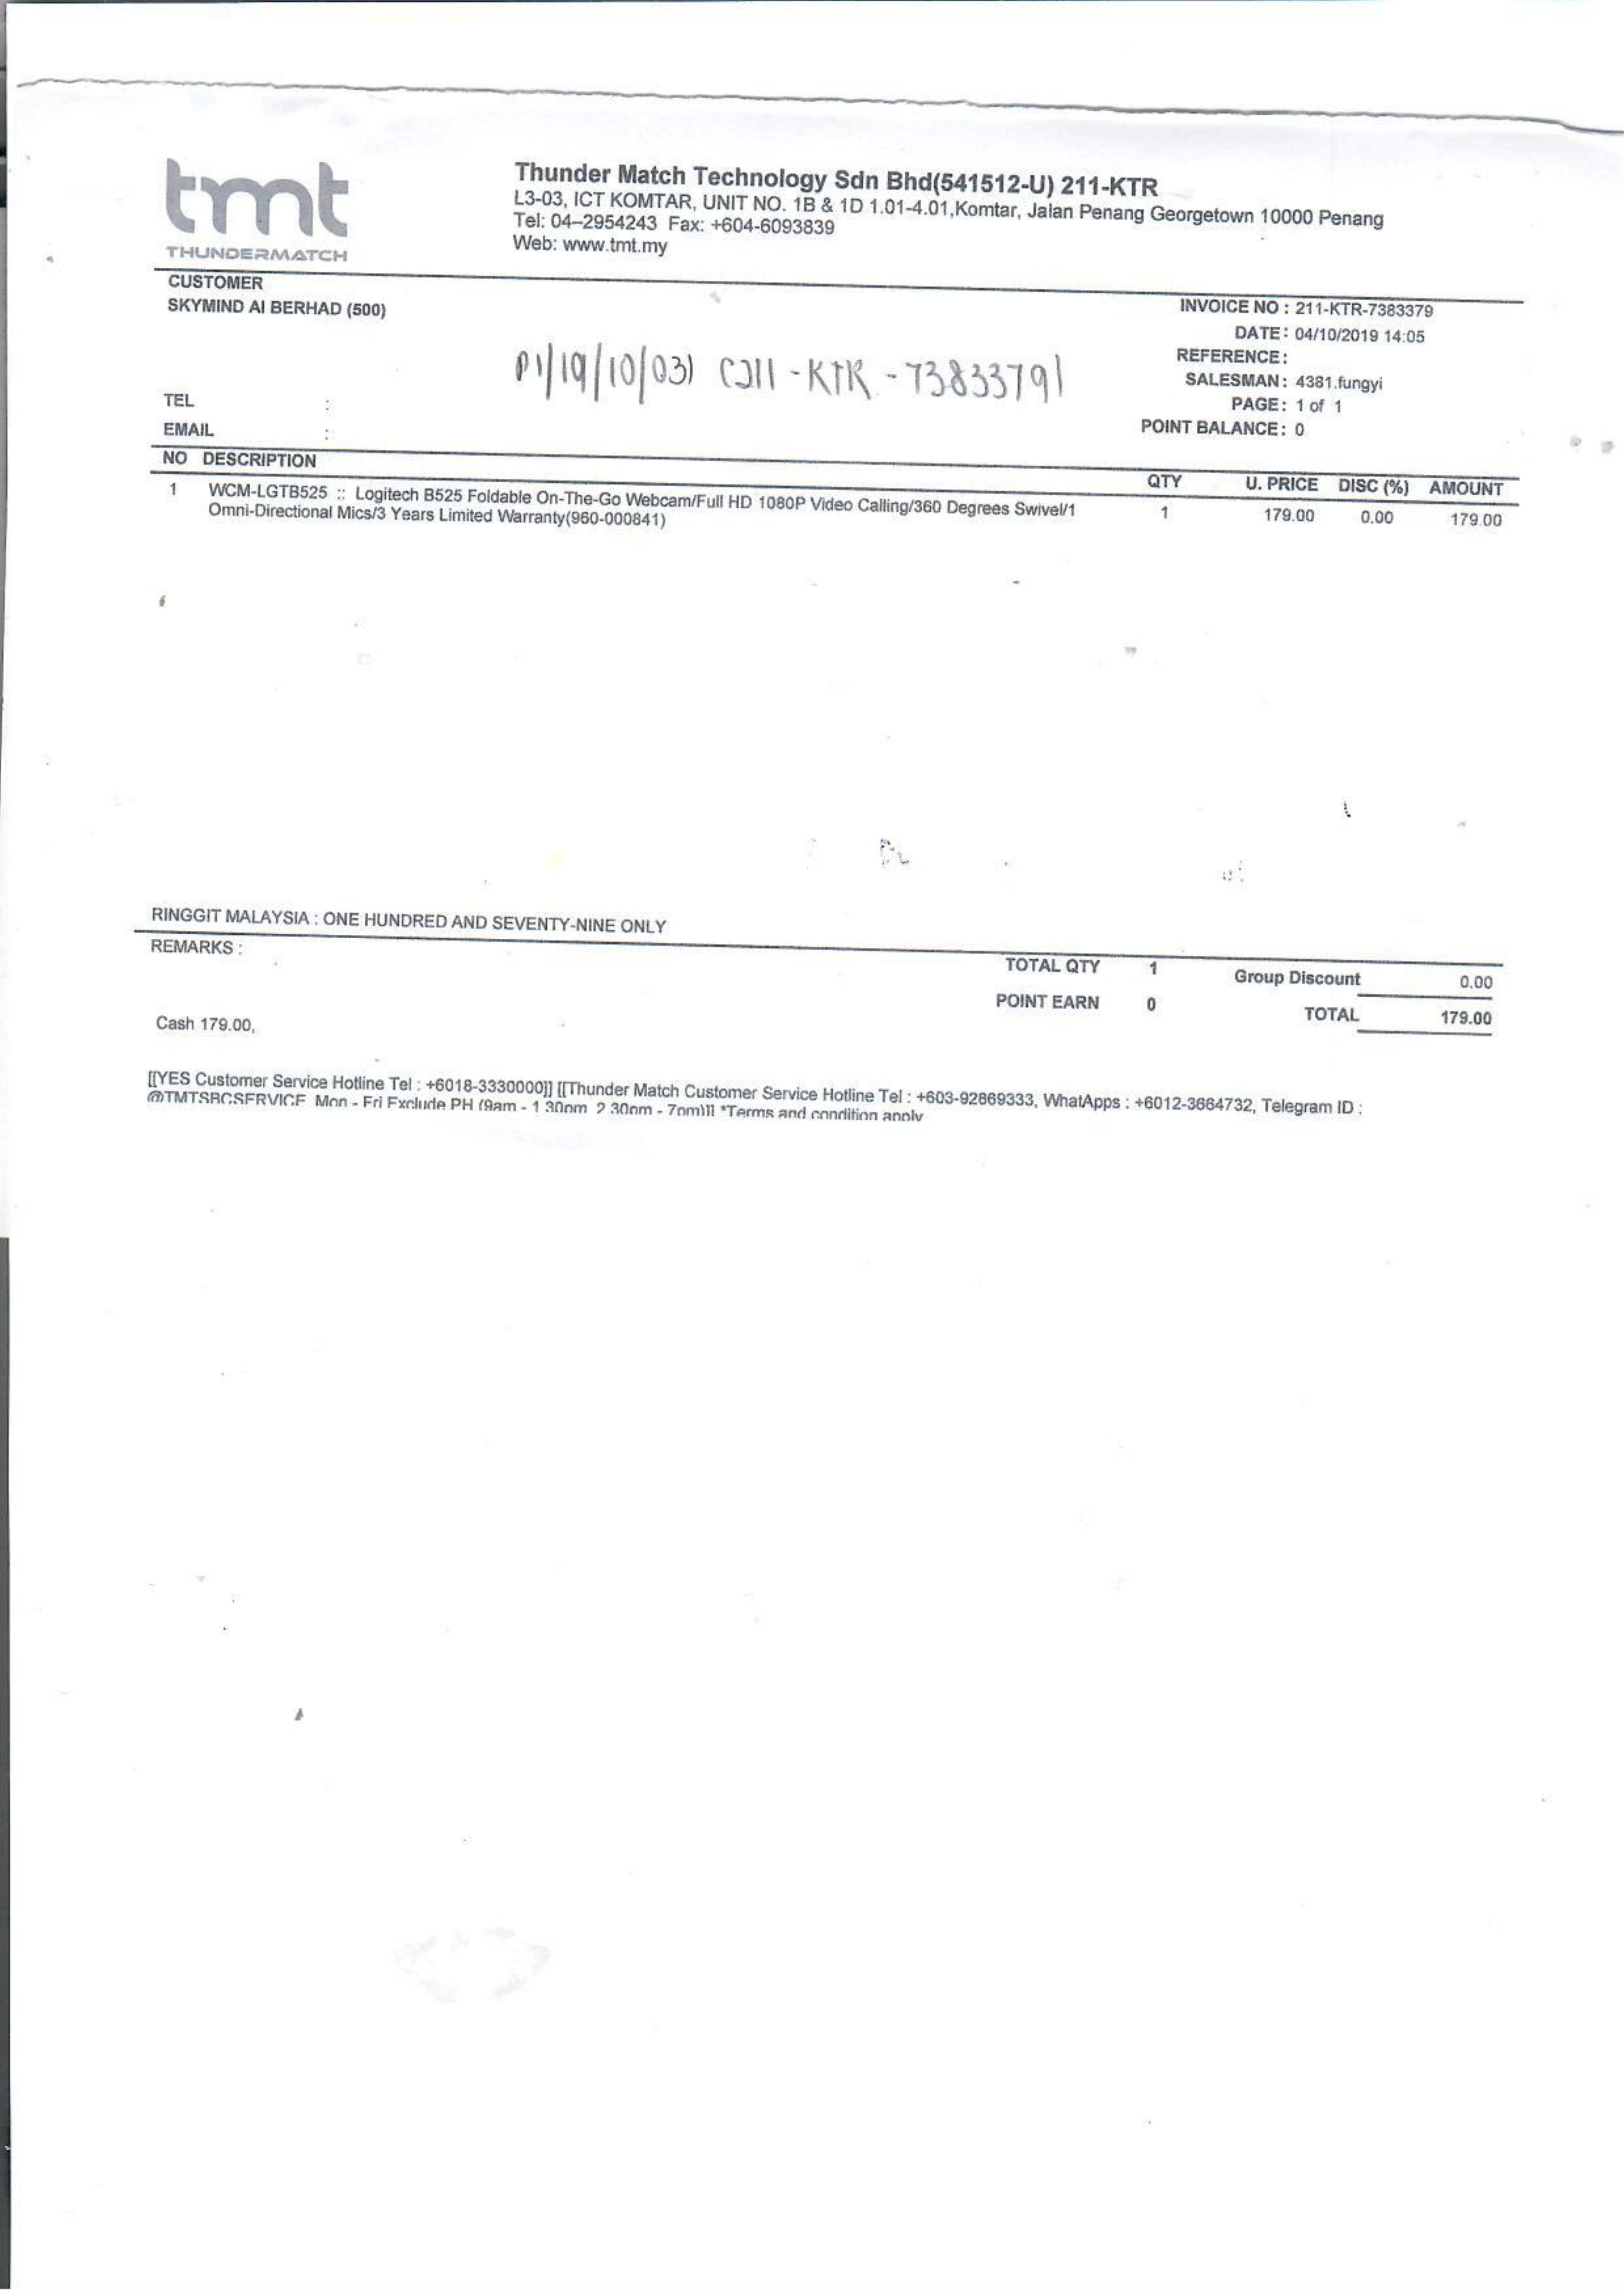 tmt
THUNDERMATCH
Thunder Match Technology Sdn Bhd(541512-U) 211-KTR
L3-03, ICT KOMTAR, UNIT NO. 1B & 1D 1.01-4.01,Komtar, Jalan Penang Georgetown 10000 Penang
Tel: 04--2954243 Fax: +604-6093839
Web: www.tmt.my
CUSTOMER
SKYMIND AI BERHAD (500)
INVOICE NO : 211-KTR-7383379
DATE : 04/10/2019 14:05
REFERENCE :
SALESMAN : 4381.fungyi
PAGE : 1 of 1
POINT BALANCE : 0
PI/19/10/031 (211-KTR-7383379)
TEL :
EMAIL :
NO DESCRIPTION QTY U. PRICE DISC (%) AMOUNT
1 WCM-LGTB525 :: Logitech B525 Foldable On-The-Go Webcam/Full HD 1080P Video Calling/360 Degrees Swivel/1 1 179.00 0.00 179.00
Omni-Directional Mics/3 Years Limited Warranty(960-000841)
RINGGIT MALAYSIA : ONE HUNDRED AND SEVENTY-NINE ONLY
REMARKS :
TOTAL QTY 1 Group Discount 0.00
POINT EARN 0 TOTAL 179.00
Cash 179.00,
[[YES Customer Service Hotline Tel : +6018-3330000]] [[Thunder Match Customer Service Hotline Tel : +603-92869333, WhatApps : +6012-3664732, Telegram ID :
@TMTSBCSERVICE Mon - Fri Exclude PH (9am - 1.30pm 2.30pm - 7pm)]] *Terms and condition apply